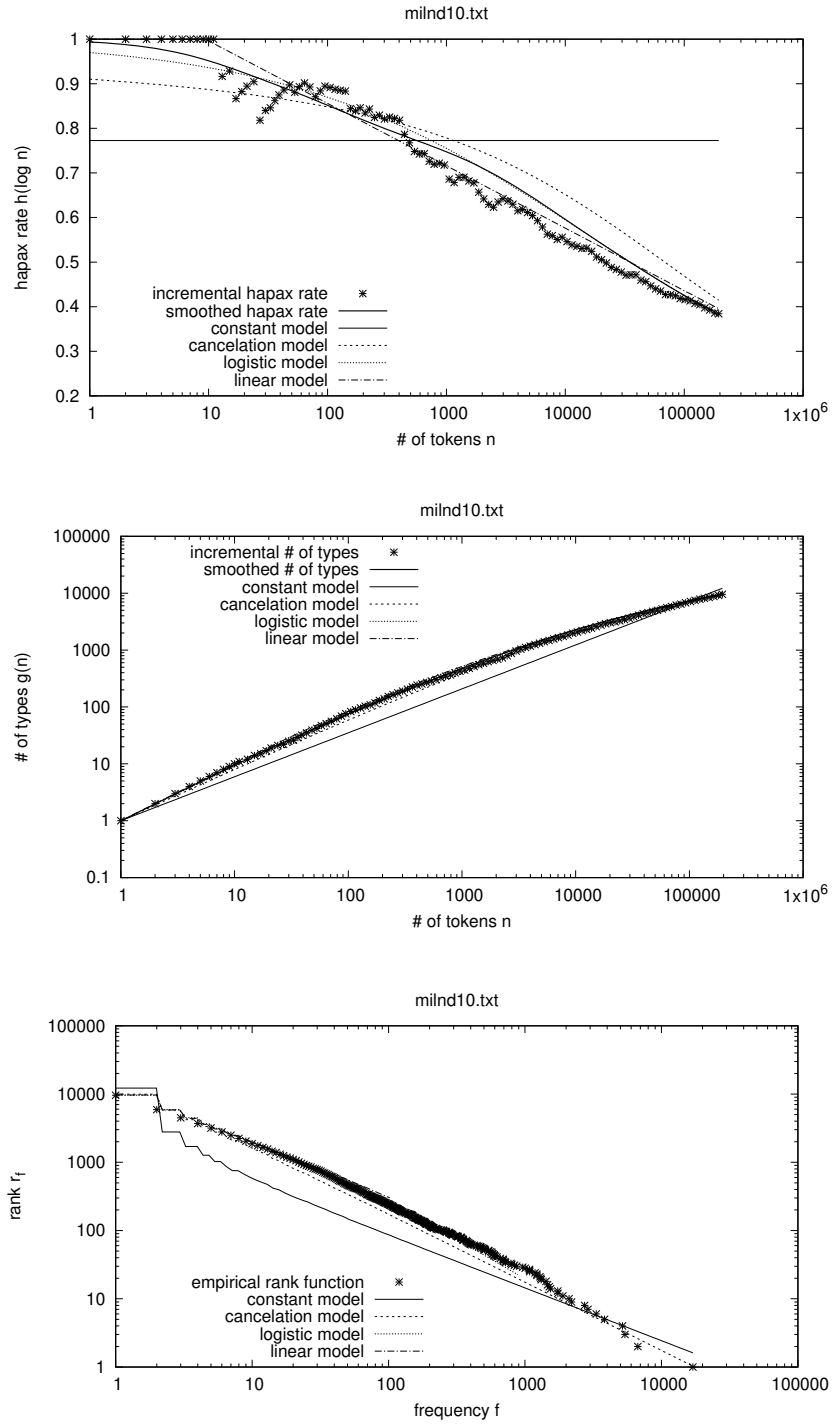 milnd10.txt
1
0.9
0.8
0.7
0.6
0.5
0.4
0.3
0.2
hapax rate h(log n)
incremental hapax rate
smoothed hapax rate
constant model
cancelation model
logistic model
linear model
1 10 100 1000 10000 100000 1x10⁶
# of tokens n
milnd10.txt
100000
10000
1000
100
10
1
0.1
# of types g(n)
incremental # of types
smoothed # of types
constant model
cancelation model
logistic model
linear model
1 10 100 1000 10000 100000 1x10⁶
# of tokens n
milnd10.txt
100000
10000
1000
100
10
1
rank r_f
empirical rank function
constant model
cancelation model
logistic model
linear model
1 10 100 1000 10000 100000
frequency f